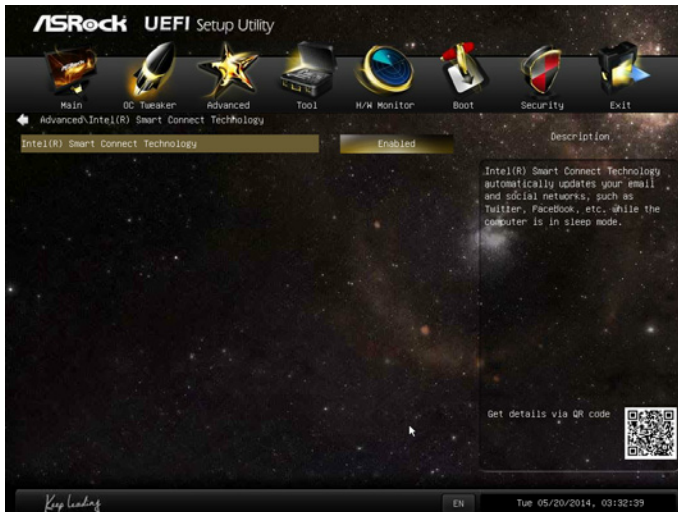 ASRock UEFI Setup Utility
Main OC Tweaker Advanced Tool H/W Monitor Boot Security Exit
Advanced\Intel(R) Smart Connect Technology
Intel(R) Smart Connect Technology Enabled
Description
Intel(R) Smart Connect Technology
automatically updates your email
and social networks, such as
Twitter, FaceBook, etc. while the
computer is in sleep mode.
Get details via QR code
Keep Leading
EN Tue 05/20/2014, 03:32:39